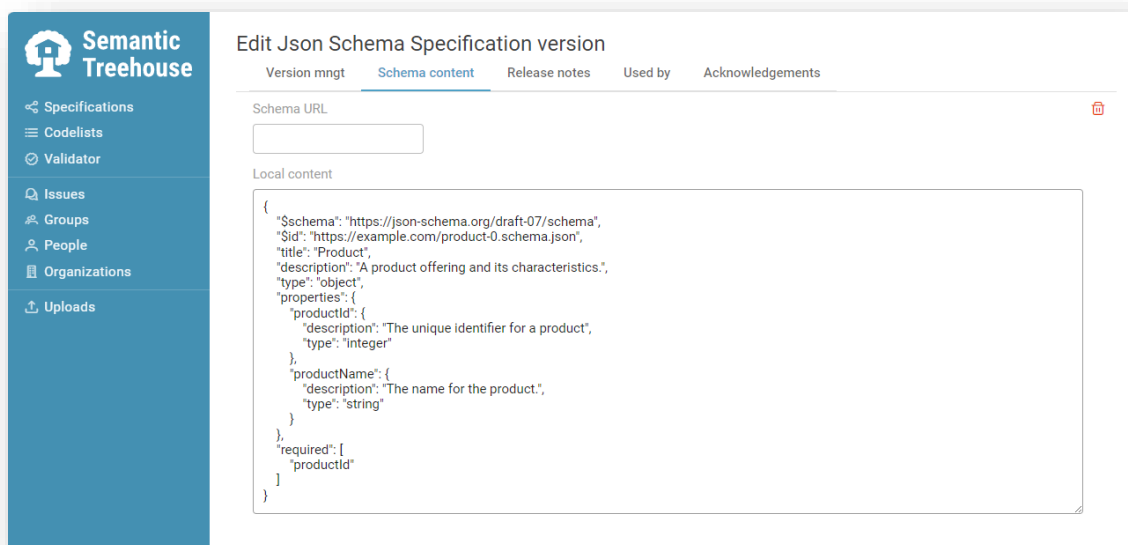 Semantic
Treehouse
Specifications
Codelists
Validator
Issues
Groups
People
Organizations
Uploads
Edit Json Schema Specification version
Version mngt Schema content Release notes Used by Acknowledgements
Schema URL
Local content
{
"$schema": "https://json-schema.org/draft-07/schema",
"$id": "https://example.com/product-0.schema.json",
"title": "Product",
"description": "A product offering and its characteristics.",
"type": "object",
"properties": {
"productId": {
"description": "The unique identifier for a product",
"type": "integer"
},
"productName": {
"description": "The name for the product.",
"type": "string"
}
},
"required": [
"productId"
]
}